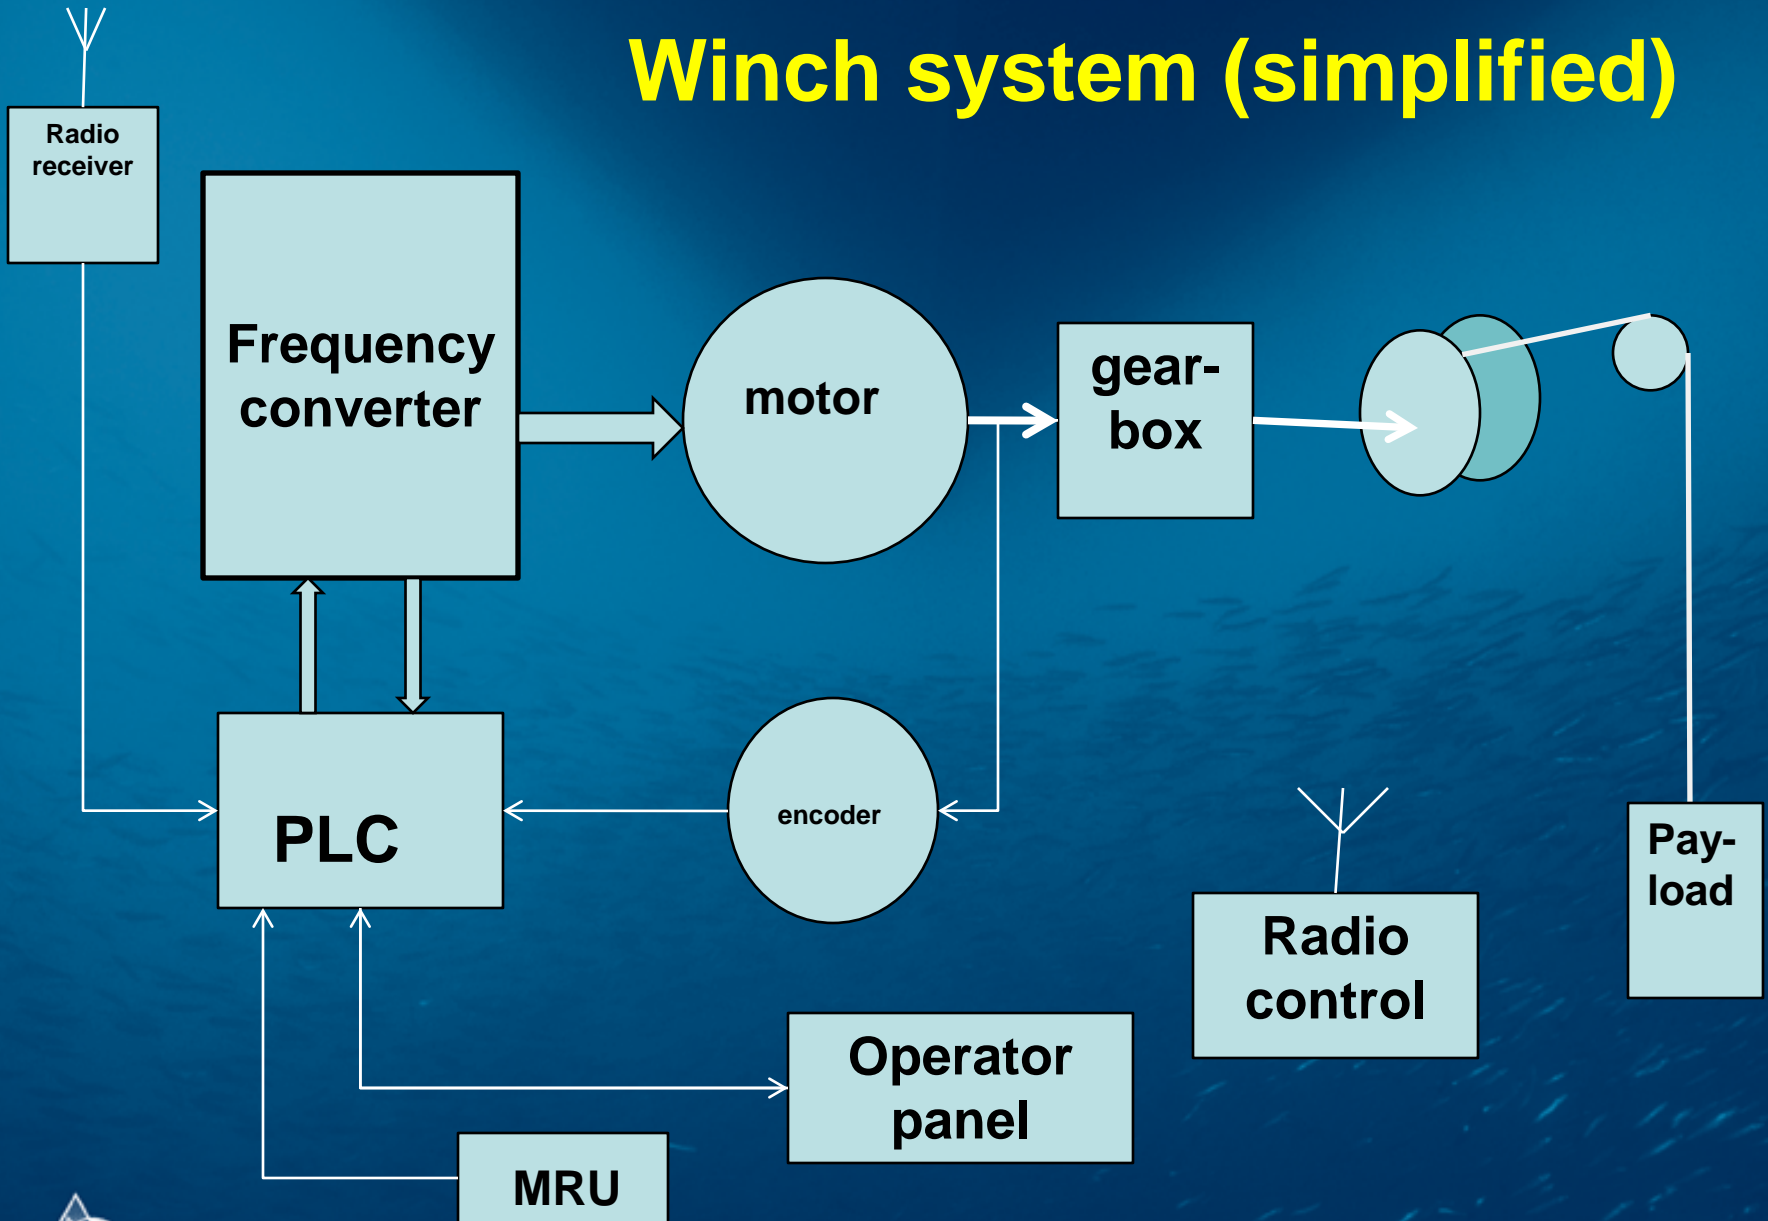 Winch system (simplified)
Radio
receiver
Frequency
converter
motor
gear-
box
PLC
encoder
Pay-
load
Radio
control
Operator
panel
MRU